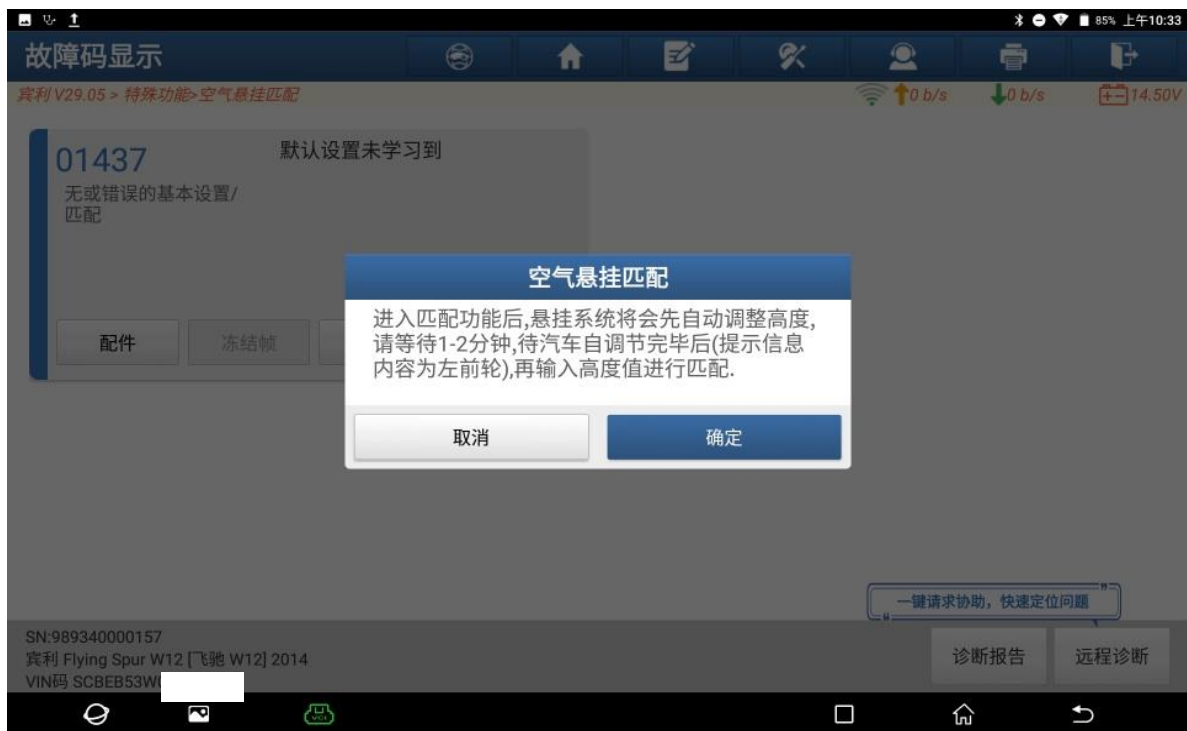 85% 上午10:33
故障码显示
宾利 V29.05 > 特殊功能>空气悬挂匹配
0 b/s 0 b/s 14.50V
01437 默认设置未学习到
无或错误的基本设置/
匹配
空气悬挂匹配
进入匹配功能后,悬挂系统将会先自动调整高度,
请等待1-2分钟,待汽车自调节完毕后(提示信息
内容为左前轮),再输入高度值进行匹配.
配件 冻结帧
取消 确定
一键请求协助，快速定位问题
SN:989340000157
宾利 Flying Spur W12 [飞驰 W12] 2014
VIN码 SCBEB53W
诊断报告 远程诊断
VCI